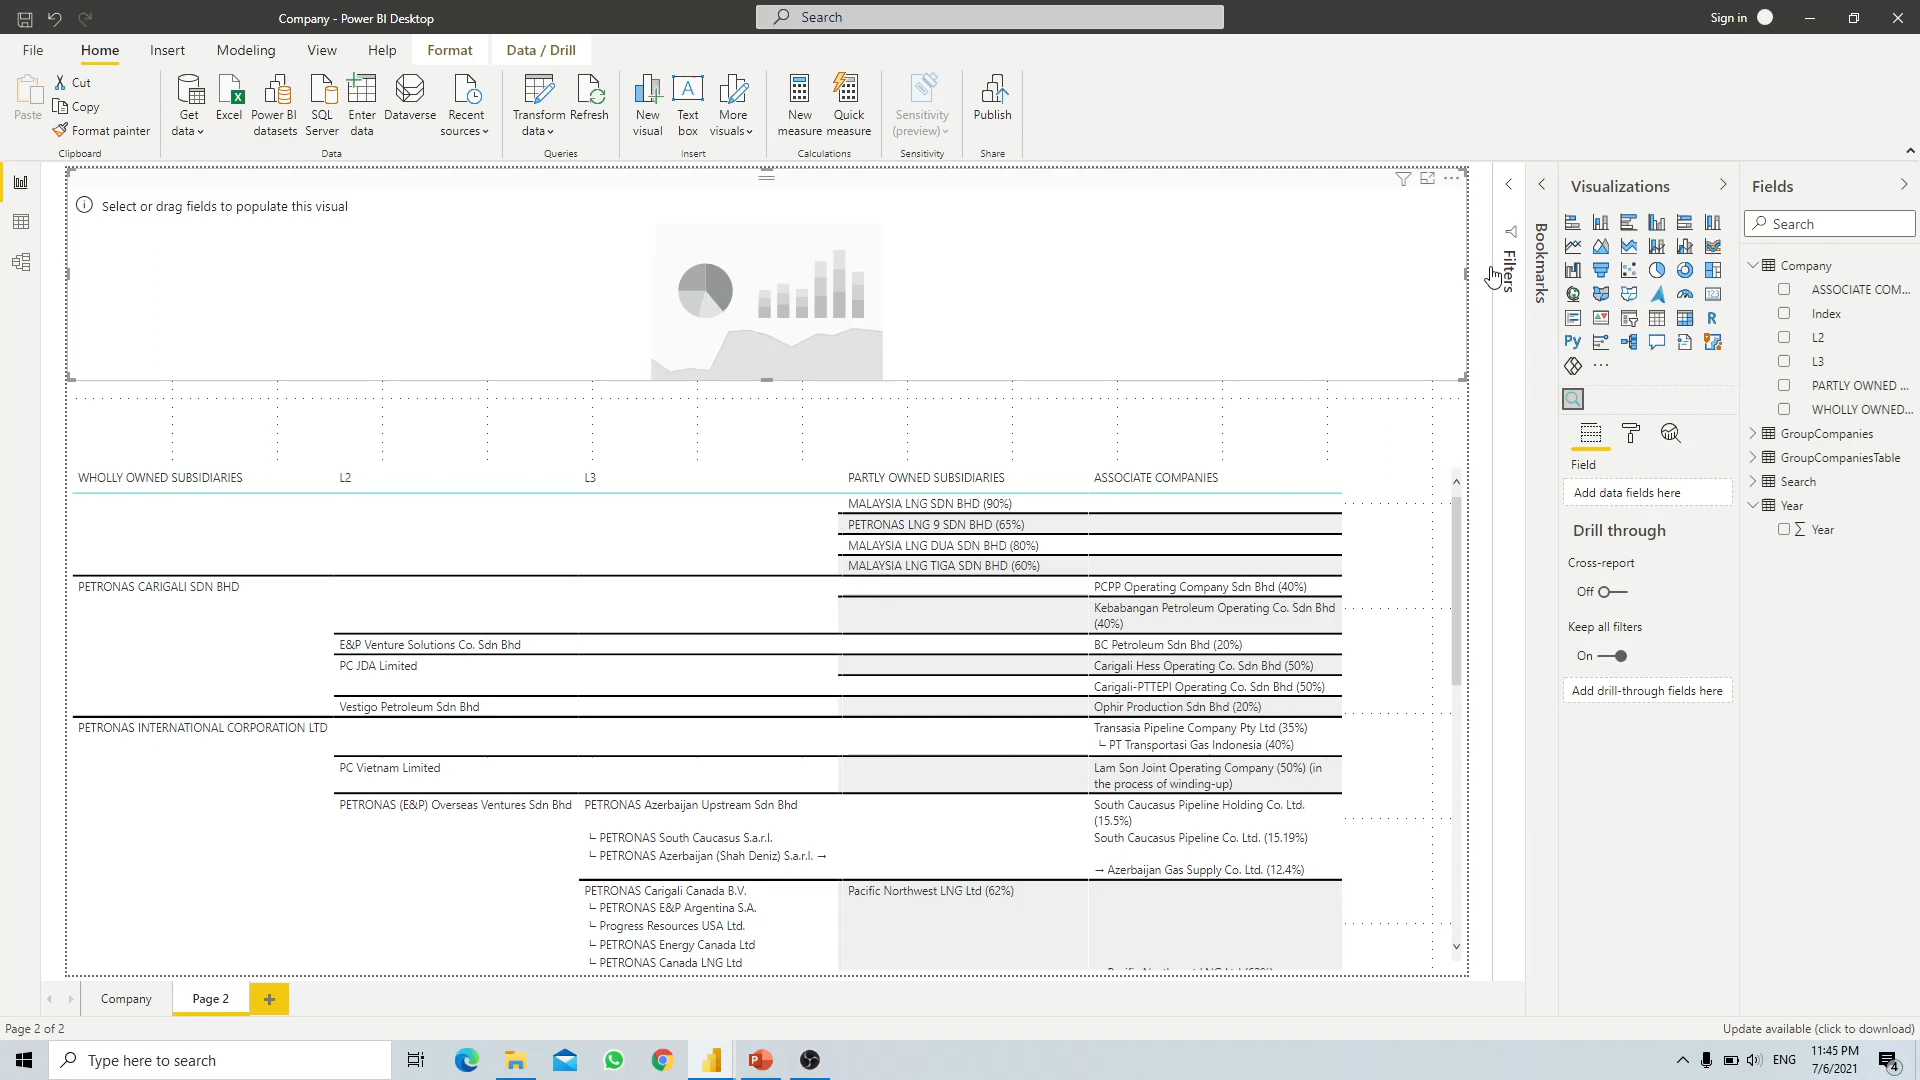 Company - Power BI Desktop
Search
Sign in
File
Home
Insert
Modeling
View
Help
Format
Data / Drill
Paste
Cut
Copy
Format painter
Clipboard
Get data
Excel
Power BI datasets
SQL Server
Enter data
Dataverse
Recent sources
Data
Transform data
Refresh
Queries
New visual
Text box
More visuals
Insert
New measure
Quick measure
Calculations
Sensitivity (preview)
Sensitivity
Publish
Share
Select or drag fields to populate this visual
WHOLLY OWNED SUBSIDIARIES
L2
L3
PARTLY OWNED SUBSIDIARIES
ASSOCIATE COMPANIES
MALAYSIA LNG SDN BHD (90%)
PETRONAS LNG 9 SDN BHD (65%)
MALAYSIA LNG DUA SDN BHD (80%)
MALAYSIA LNG TIGA SDN BHD (60%)
PETRONAS CARIGALI SDN BHD
PCPP Operating Company Sdn Bhd (40%)
Kebabangan Petroleum Operating Co. Sdn Bhd
(40%)
E&P Venture Solutions Co. Sdn Bhd
BC Petroleum Sdn Bhd (20%)
PC JDA Limited
Carigali Hess Operating Co. Sdn Bhd (50%)
Carigali-PTTEPI Operating Co. Sdn Bhd (50%)
Vestigo Petroleum Sdn Bhd
Ophir Production Sdn Bhd (20%)
PETRONAS INTERNATIONAL CORPORATION LTD
Transasia Pipeline Company Pty Ltd (35%)
└ PT Transportasi Gas Indonesia (40%)
PC Vietnam Limited
Lam Son Joint Operating Company (50%) (in
the process of winding-up)
PETRONAS (E&P) Overseas Ventures Sdn Bhd
PETRONAS Azerbaijan Upstream Sdn Bhd
South Caucasus Pipeline Holding Co. Ltd.
(15.5%)
└ PETRONAS South Caucasus S.a.r.l.
South Caucasus Pipeline Co. Ltd. (15.19%)
└ PETRONAS Azerbaijan (Shah Deniz) S.a.r.l. →
→ Azerbaijan Gas Supply Co. Ltd. (12.4%)
PETRONAS Carigali Canada B.V.
Pacific Northwest LNG Ltd (62%)
└ PETRONAS E&P Argentina S.A.
└ Progress Resources USA Ltd.
└ PETRONAS Energy Canada Ltd
└ PETRONAS Canada LNG Ltd
Filters
Bookmarks
Visualizations
R
Py
123
Field
Add data fields here
Drill through
Cross-report
Off
Keep all filters
On
Add drill-through fields here
Fields
Search
Company
ASSOCIATE COM...
Index
L2
L3
PARTLY OWNED ...
WHOLLY OWNED...
GroupCompanies
GroupCompaniesTable
Search
Year
Year
Company
Page 2
Page 2 of 2
Update available (click to download)
Type here to search
ENG
11:45 PM
7/6/2021
4